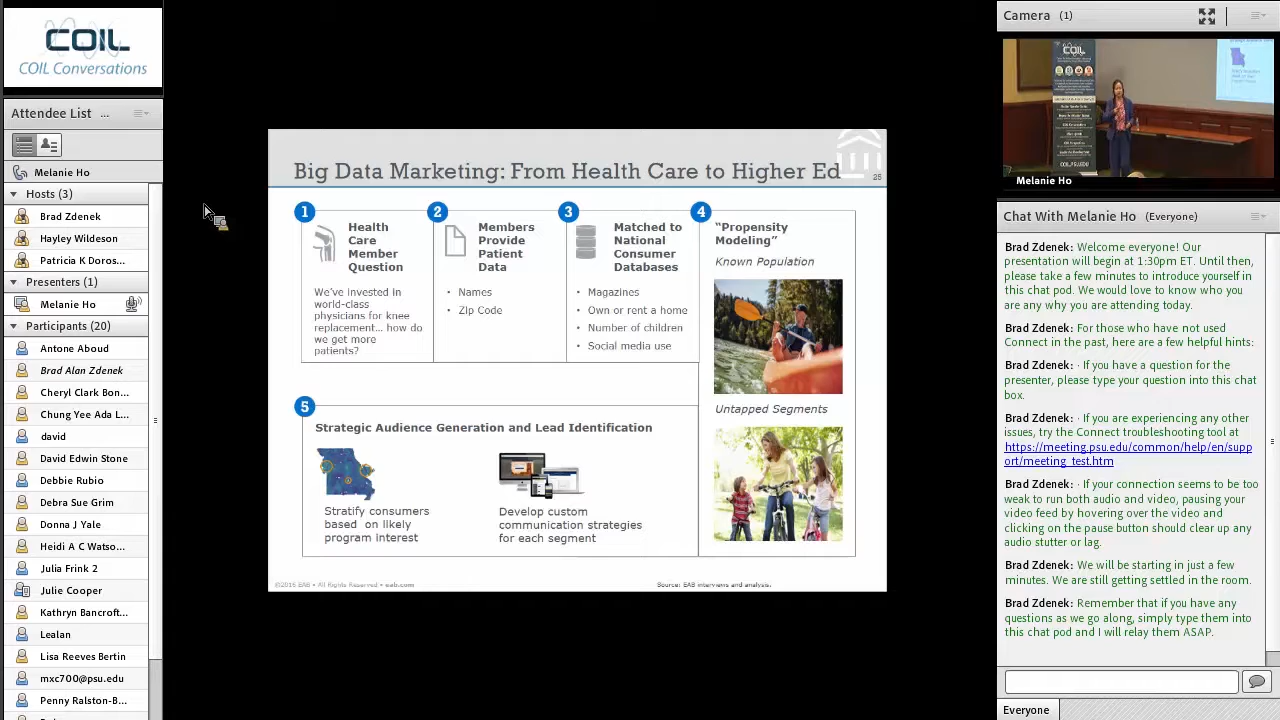 COIL
COIL Conversations
Attendee List ...
Melanie Ho
Hosts (3)
Brad Zdenek
Hayley Wildeson
Patricia K Doros...
Presenters (1)
Melanie Ho
Participants (20)
Antone Aboud
Brad Alan Zdenek
Cheryl Clark Bon...
Chung Yee Ada L...
david
David Edwin Stone
Debbie Rubio
Debra Sue Grim
Donna J Yale
Heidi A C Watso...
Julia Frink 2
Julie Cooper
Kathryn Bancroft...
Lealan
Lisa Reeves Bertin
mxc700@psu.edu
Penny Ralston-B...
Big Data Marketing: From Health Care to Higher Ed
25
1
Health
Care
Member
Question
We've invested in
world-class
physicians for knee
replacement... how do
we get more
patients?
2
Members
Provide
Patient
Data
• Names
• Zip Code
3
Matched to
National
Consumer
Databases
• Magazines
• Own or rent a home
• Number of children
• Social media use
4
"Propensity
Modeling"
Known Population
Untapped Segments
5
Strategic Audience Generation and Lead Identification
Stratify consumers
based on likely
program interest
Develop custom
communication strategies
for each segment
©2015 EAB • All Rights Reserved • eab.com
Source: EAB interviews and analysis.
Camera (1)
COIL
Melanie Ho
Chat With Melanie Ho (Everyone)
Brad Zdenek: Welcome everyone! Our
presentation will begin at 1:30pm ET. Until then,
please take a few minutes to introduce yourself in
this chat pod. We would love to know who you
are any why you are attending today.
Brad Zdenek: For those who have not used
Connect in the past, here are a few helpful hints:
Brad Zdenek: · If you have a question for the
presenter, please type your question into this chat
box.
Brad Zdenek: · If you are experiencing any other
issues, try the Connect troubleshooting tool at
https://meeting.psu.edu/common/help/en/supp
ort/meeting_test.htm
Brad Zdenek: · If your connection seems to be too
weak to run both audio and video, pausing your
video feed by hovering over the video and
clicking on the pause button should clear up any
audio stutter or lag.
Brad Zdenek: We will be starting in just a few
minutes. We are still getting settled in the room.
Brad Zdenek: Remember that if you have any
questions as we go along, simply type them into
this chat pod and I will relay them ASAP.
Everyone